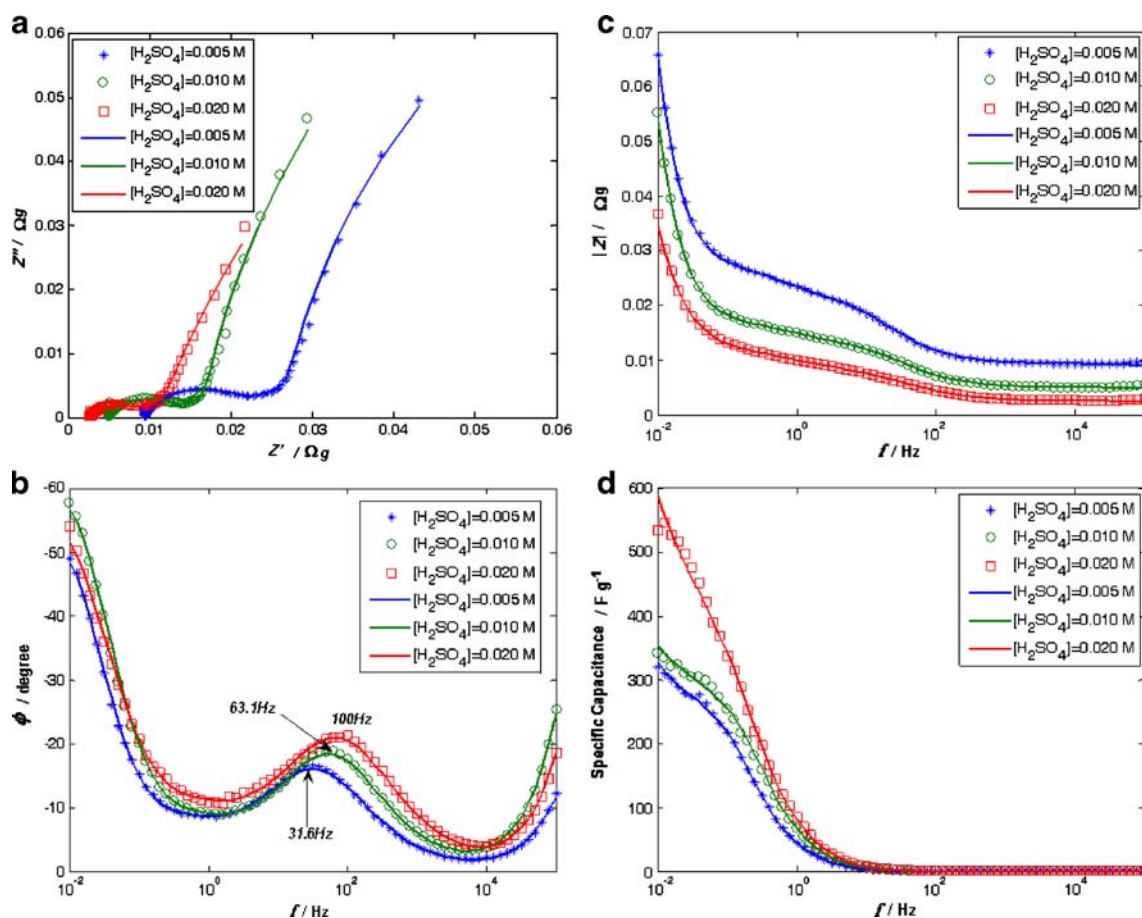 a
0.06
0.05
0.04
0.03
0.02
0.01
0
Z″ / Ωg
[H2SO4]=0.005 M
[H2SO4]=0.010 M
[H2SO4]=0.020 M
[H2SO4]=0.005 M
[H2SO4]=0.010 M
[H2SO4]=0.020 M
0 0.01 0.02 0.03 0.04 0.05 0.06
Z' / Ωg
c
0.07
0.06
0.05
0.04
0.03
0.02
0.01
0
|Z| / Ωg
[H2SO4]=0.005 M
[H2SO4]=0.010 M
[H2SO4]=0.020 M
[H2SO4]=0.005 M
[H2SO4]=0.010 M
[H2SO4]=0.020 M
10-2 100 102 104
f / Hz
b
-60
-50
-40
-30
-20
-10
0
ϕ / degree
[H2SO4]=0.005 M
[H2SO4]=0.010 M
[H2SO4]=0.020 M
[H2SO4]=0.005 M
[H2SO4]=0.010 M
[H2SO4]=0.020 M
63.1Hz
100Hz
31.6Hz
10-2 100 102 104
f / Hz
d
600
500
400
300
200
100
0
Specific Capacitance / F g-1
[H2SO4]=0.005 M
[H2SO4]=0.010 M
[H2SO4]=0.020 M
[H2SO4]=0.005 M
[H2SO4]=0.010 M
[H2SO4]=0.020 M
10-2 100 102 104
f / Hz